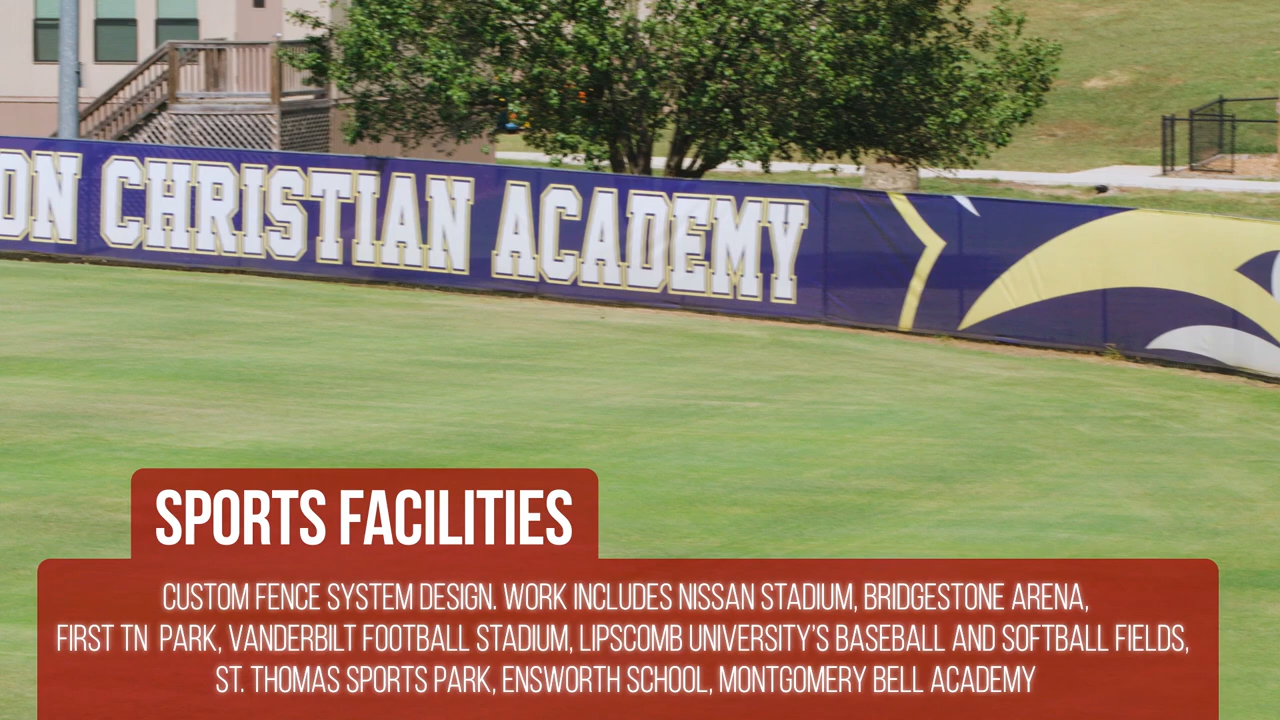 ON CHRISTIAN ACADEMY
SPORTS FACILITIES
CUSTOM FENCE SYSTEM DESIGN. WORK INCLUDES NISSAN STADIUM, BRIDGESTONE ARENA,
FIRST TN PARK, VANDERBILT FOOTBALL STADIUM, LIPSCOMB UNIVERSITY'S BASEBALL AND SOFTBALL FIELDS,
ST. THOMAS SPORTS PARK, ENSWORTH SCHOOL, MONTGOMERY BELL ACADEMY